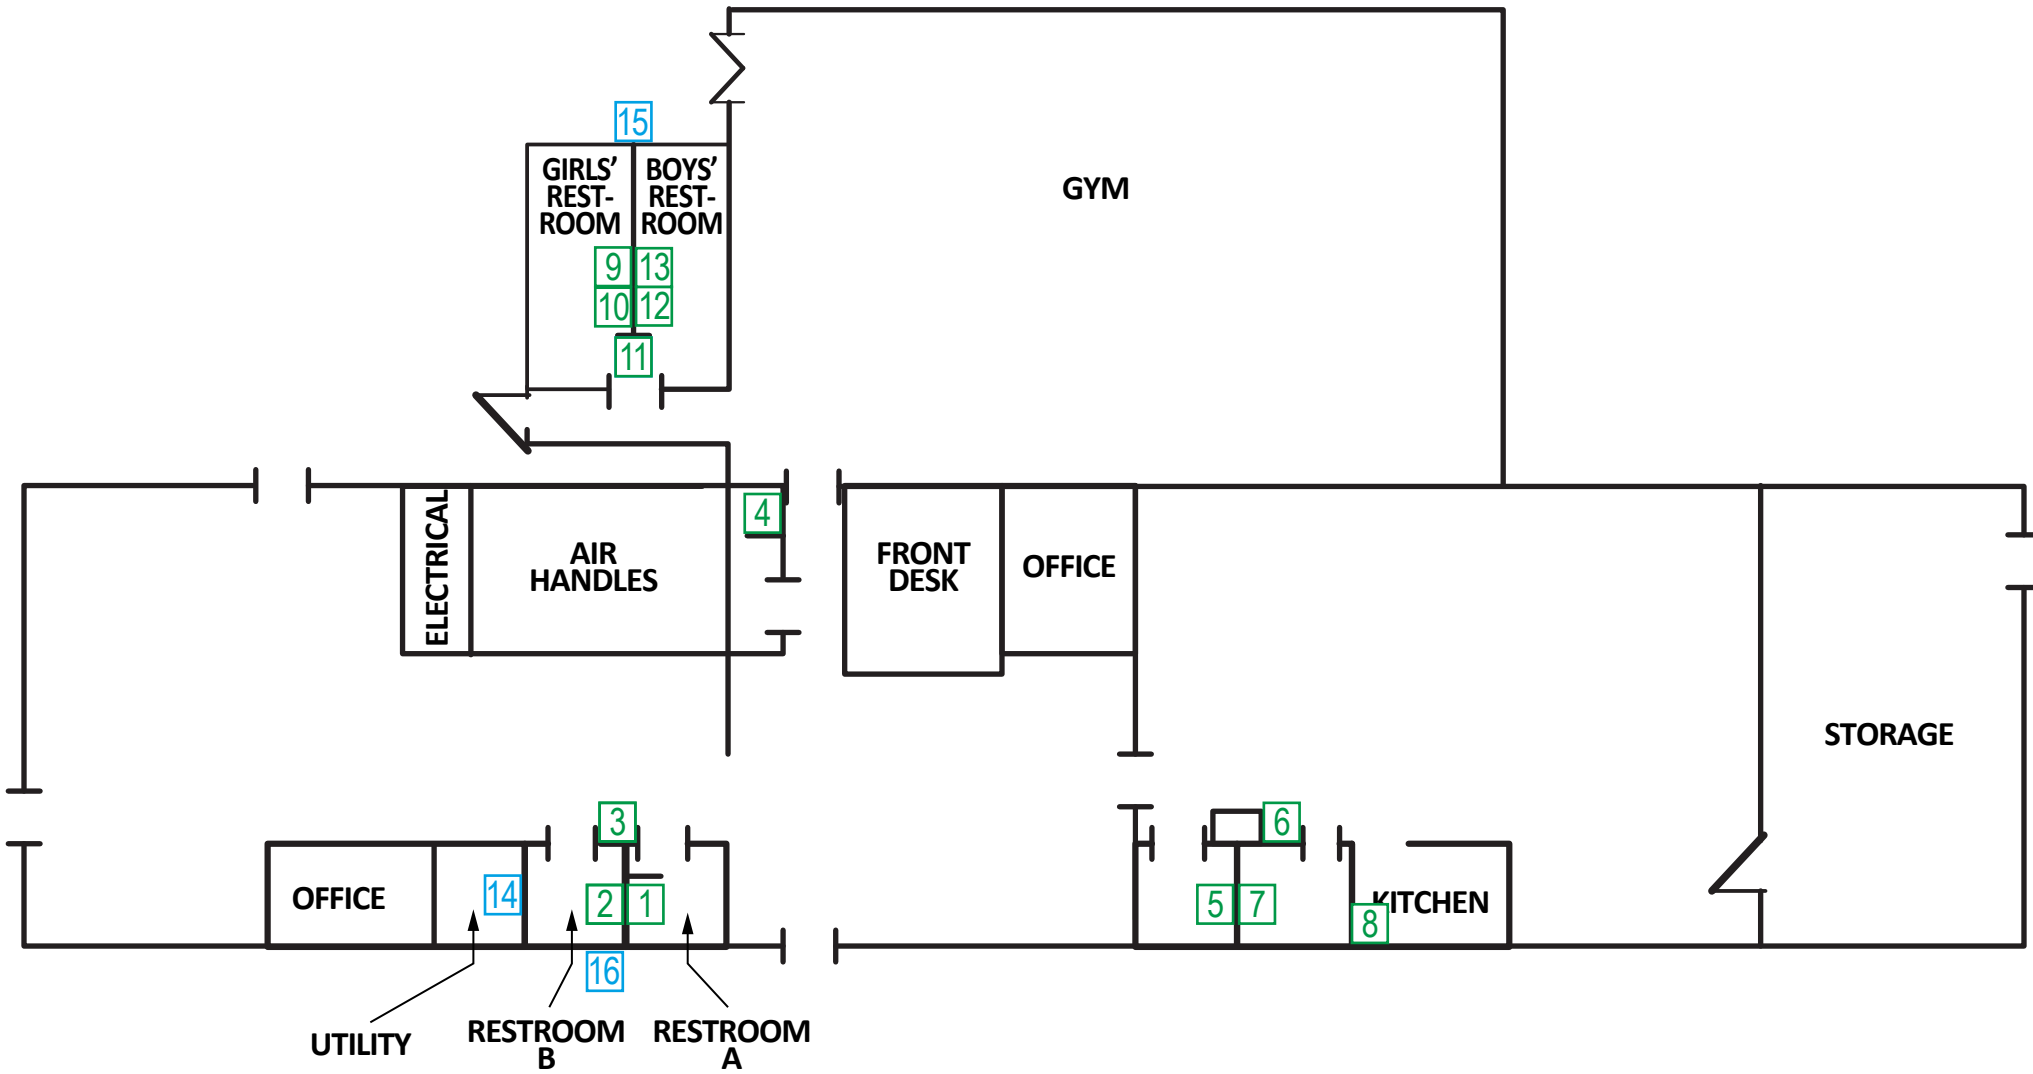 15
GIRLS’
REST-
ROOM
BOYS’
REST-
ROOM
GYM
9
13
10
12
11
4
ELECTRICAL
AIR
HANDLES
FRONT
DESK
OFFICE
STORAGE
3
6
OFFICE
14
2
1
5
7
8
KITCHEN
16
UTILITY
RESTROOM
B
RESTROOM
A